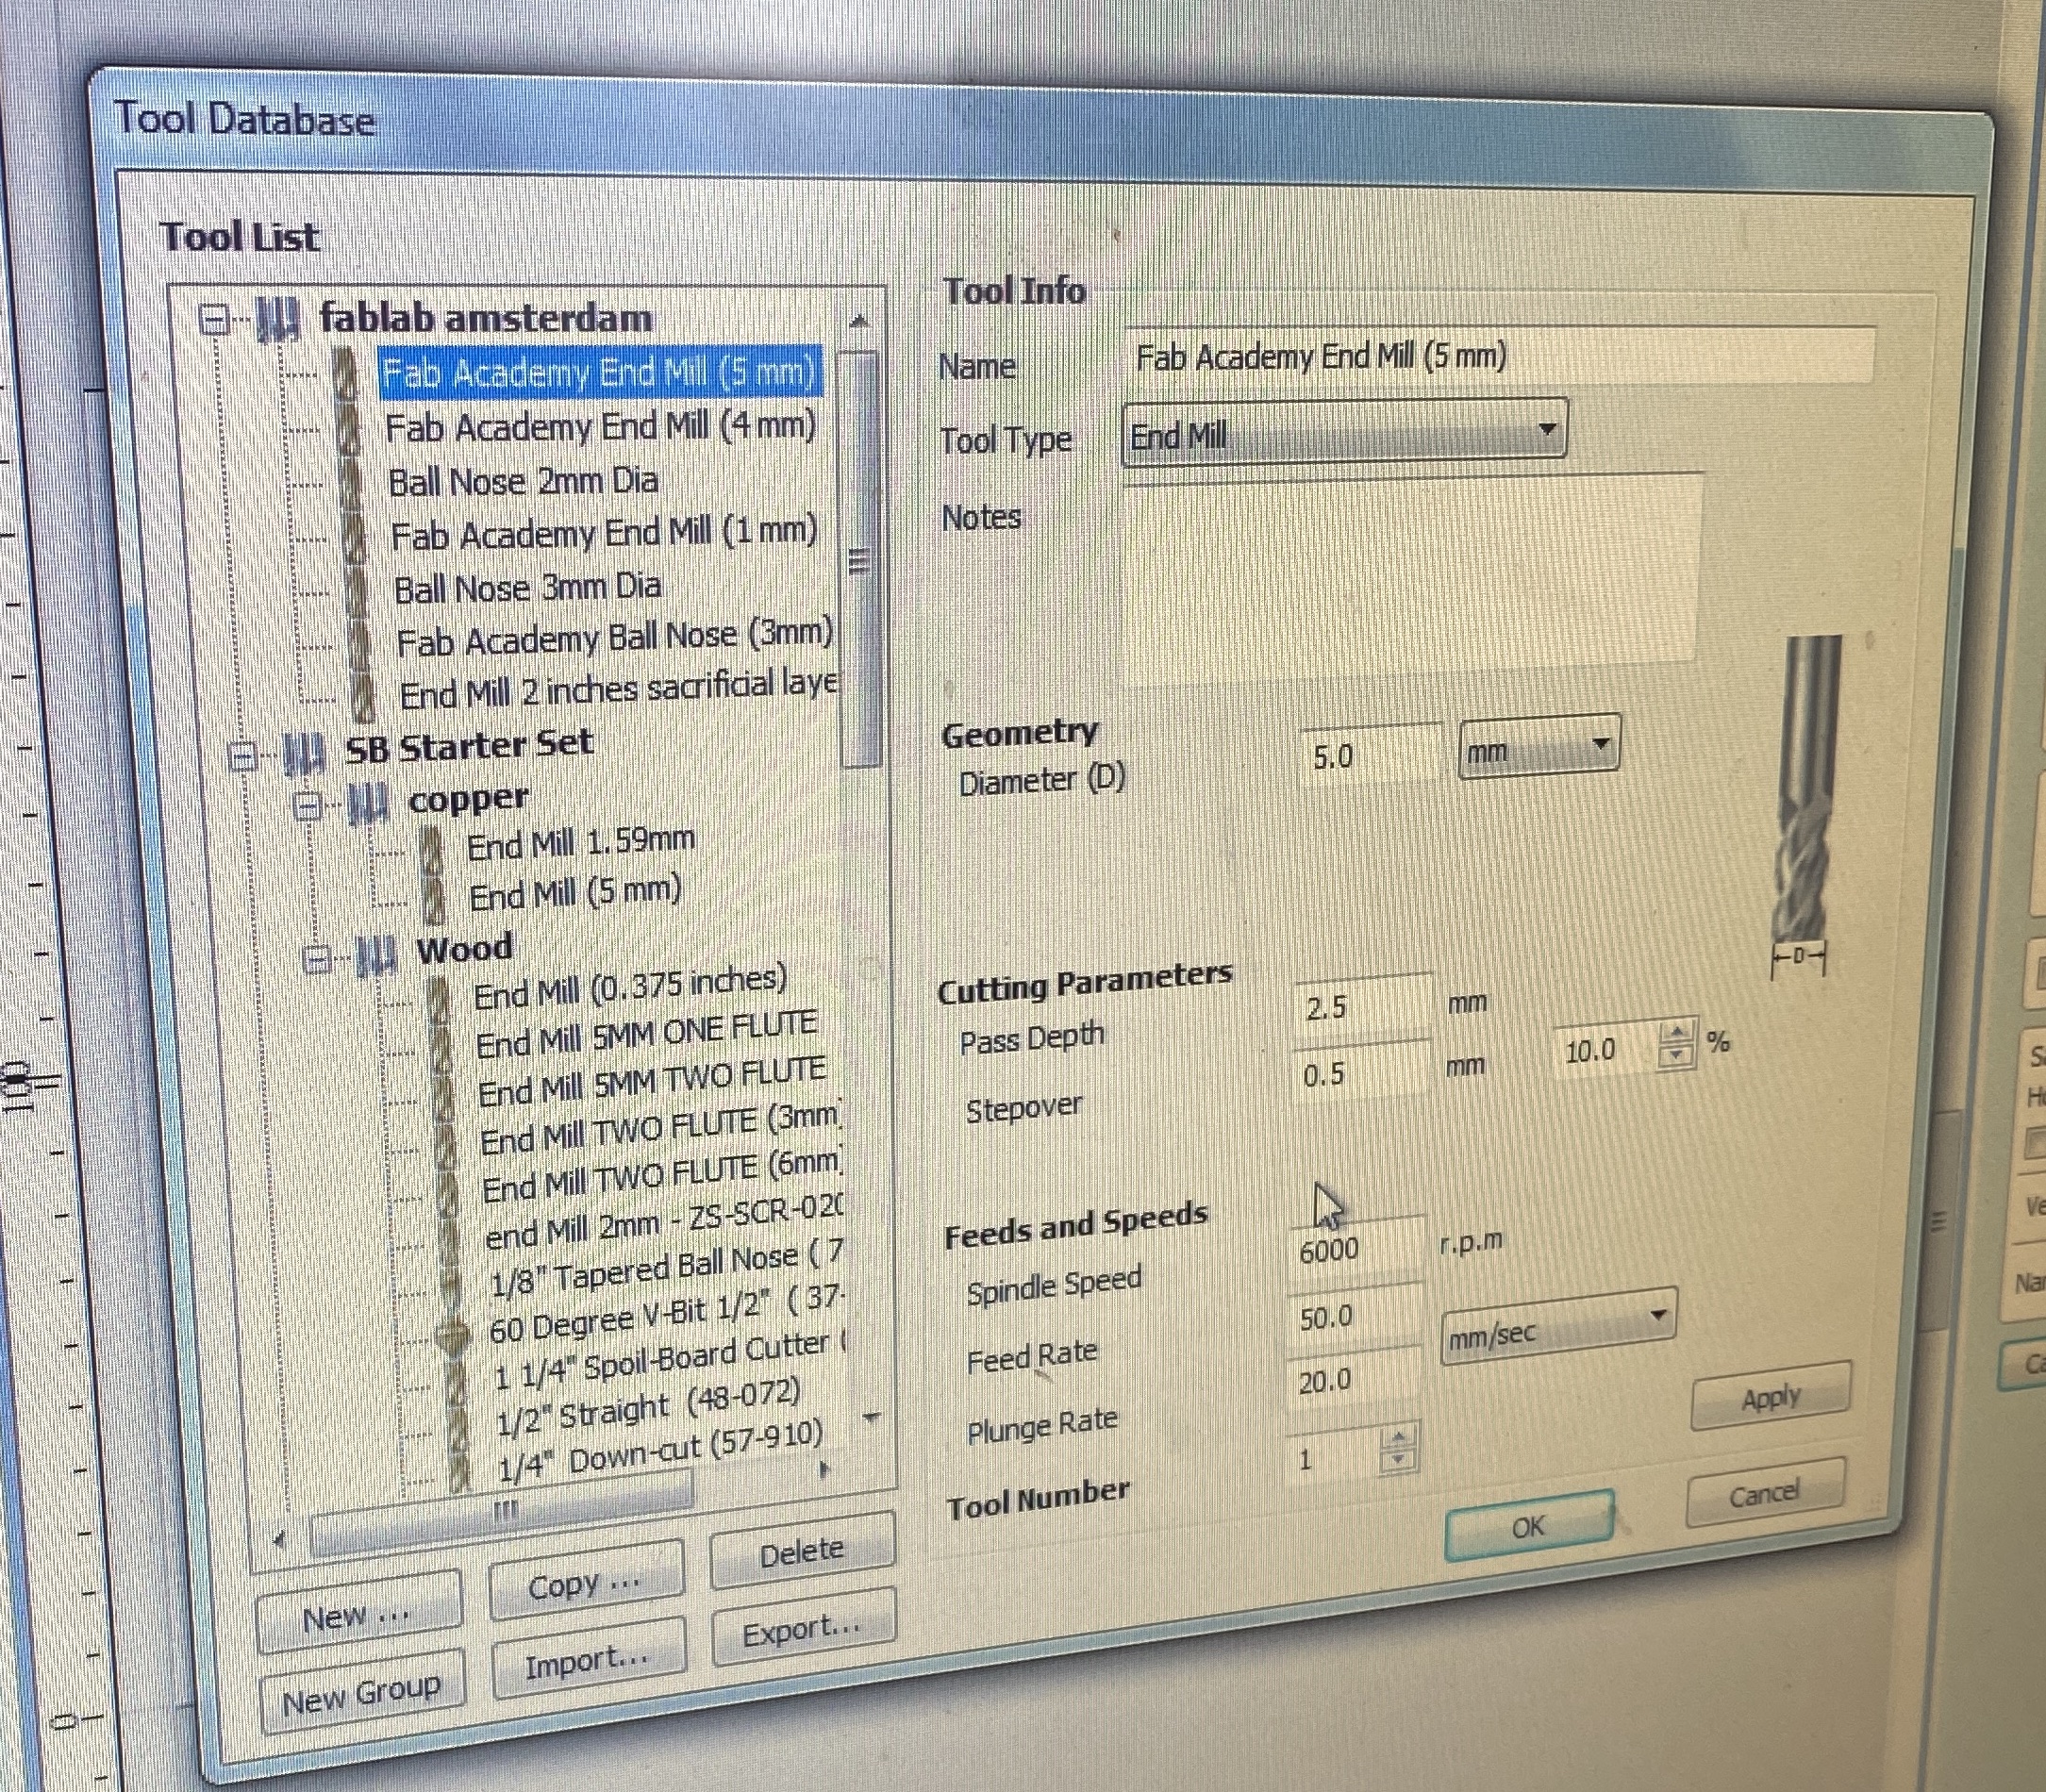 Tool Database
Tool List
fablab amsterdam
Fab Academy End Mill (5 mm)
Fab Academy End Mill (4 mm)
Ball Nose 2mm Dia
Fab Academy End Mill (1 mm)
Ball Nose 3mm Dia
Fab Academy Ball Nose (3mm)
End Mill 2 inches sacrificial laye
SB Starter Set
copper
End Mill 1.59mm
End Mill (5 mm)
Wood
End Mill (0.375 inches)
End Mill 5MM ONE FLUTE
End Mill 5MM TWO FLUTE
End Mill TWO FLUTE (3mm
End Mill TWO FLUTE (6mm
end Mill 2mm - ZS-SCR-020
1/8" Tapered Ball Nose ( 7
60 Degree V-Bit 1/2" ( 37-
1 1/4" Spoil-Board Cutter (
1/2" Straight (48-072)
1/4" Down-cut (57-910)
New ...
Copy ...
Delete
New Group
Import...
Export...
Tool Info
Name Fab Academy End Mill (5 mm)
Tool Type End Mill
Notes
Geometry
Diameter (D) 5.0 mm
D
Cutting Parameters
Pass Depth 2.5 mm
Stepover 0.5 mm 10.0 %
Feeds and Speeds
Spindle Speed 6000 r.p.m
Feed Rate 50.0 mm/sec
Plunge Rate 20.0
Tool Number 1
Apply
OK
Cancel
0